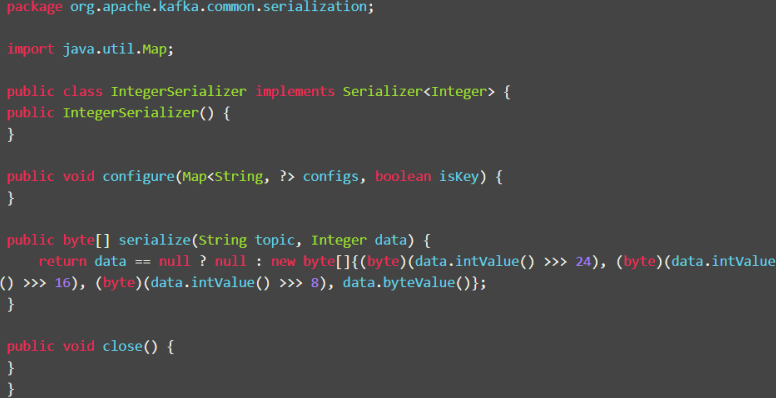 package org.apache.kafka.common.serialization;
import java.util.Map;
public class IntegerSerializer implements Serializer<Integer> {
public IntegerSerializer() {
}
public void configure(Map<String, ?> configs, boolean isKey) {
}
public byte[] serialize(String topic, Integer data) {
    return data == null ? null : new byte[]{(byte)(data.intValue() >>> 24), (byte)(data.intValue
() >>> 16), (byte)(data.intValue() >>> 8), data.byteValue()};
}
public void close() {
}
}